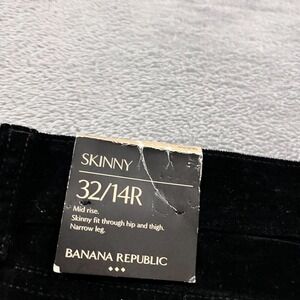 SKINNY
32/14R
Mid rise.
Skinny fit through hip and thigh.
Narrow leg.
BANANA REPUBLIC